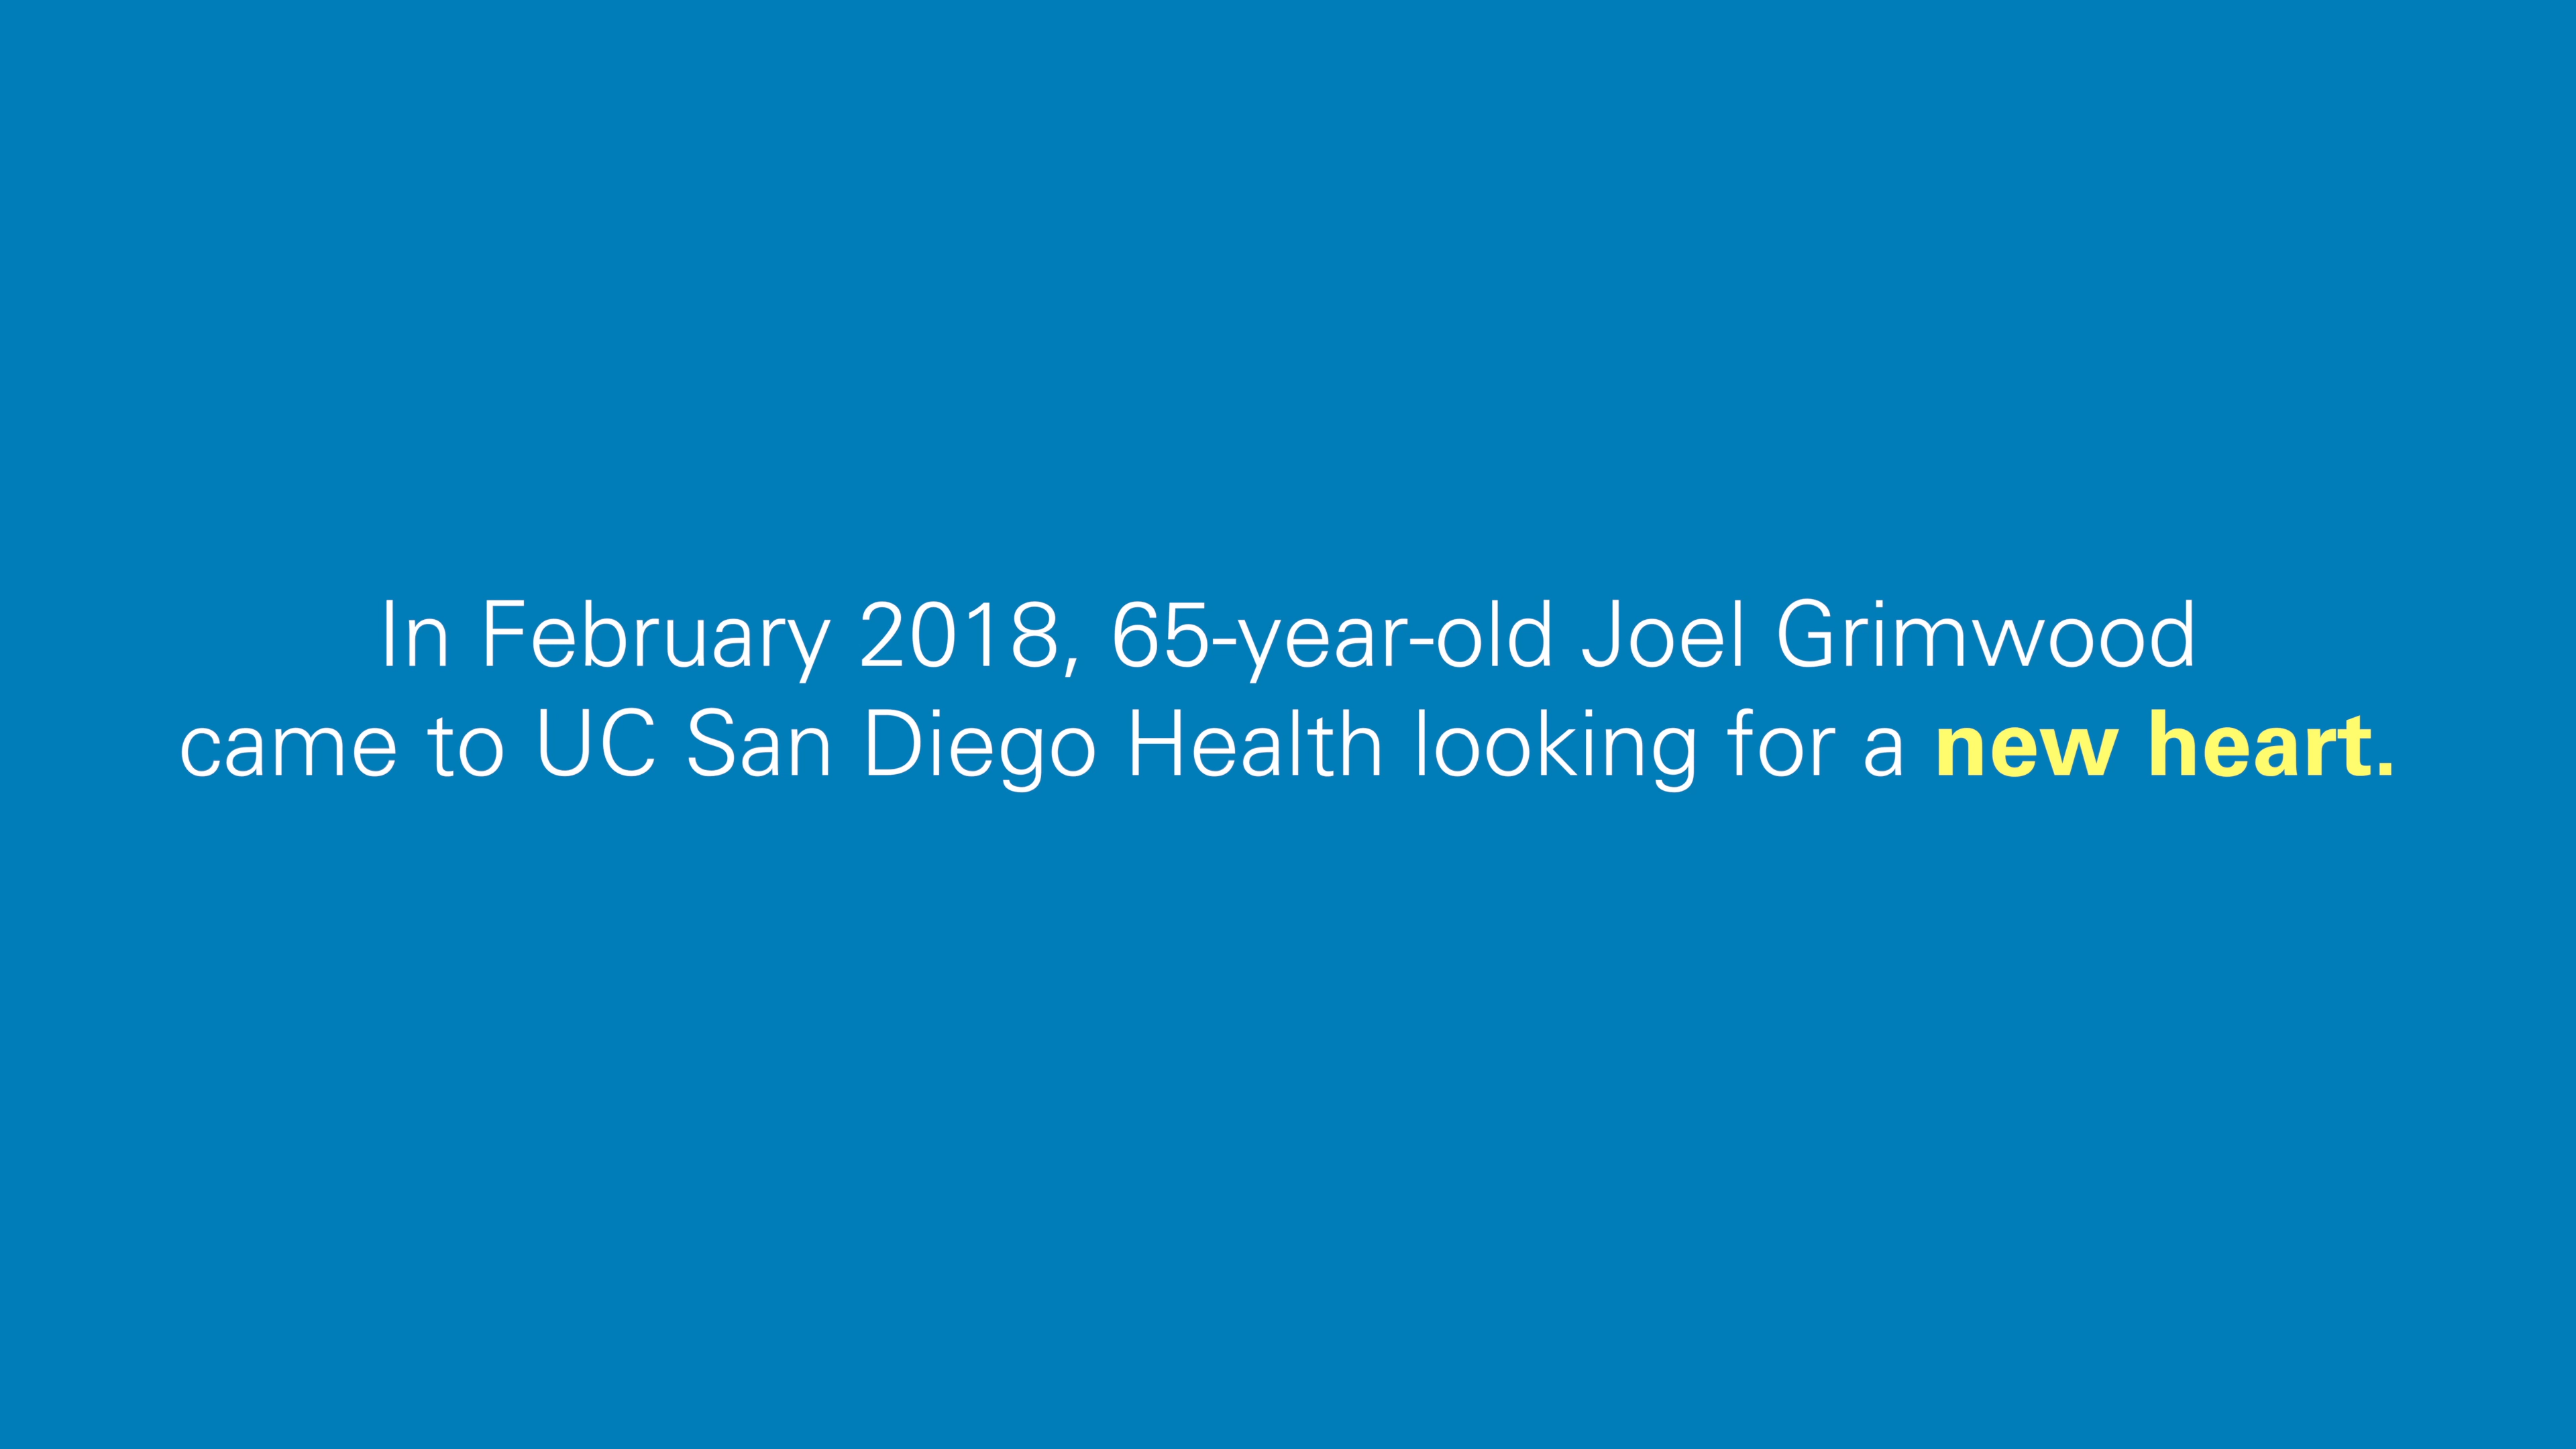 In February 2018, 65-year-old Joel Grimwood
came to UC San Diego Health looking for a new heart.